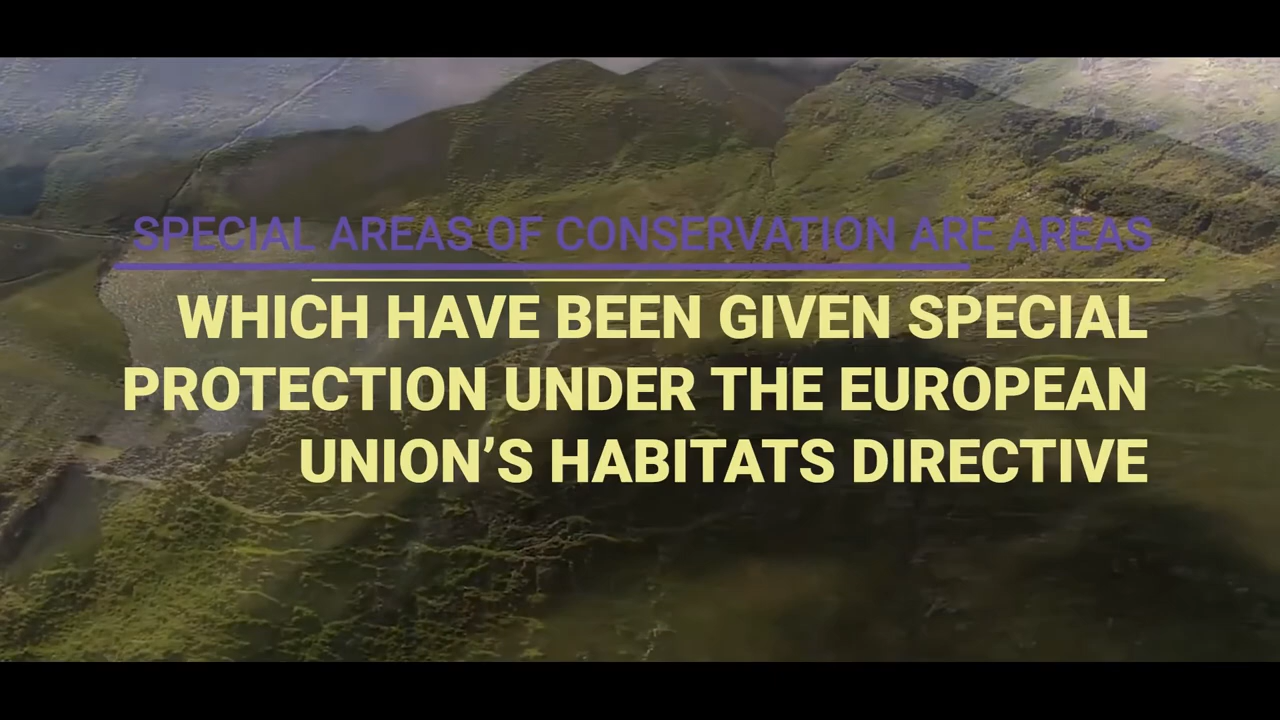 SPECIAL AREAS OF CONSERVATION ARE AREAS
WHICH HAVE BEEN GIVEN SPECIAL
PROTECTION UNDER THE EUROPEAN
UNION’S HABITATS DIRECTIVE